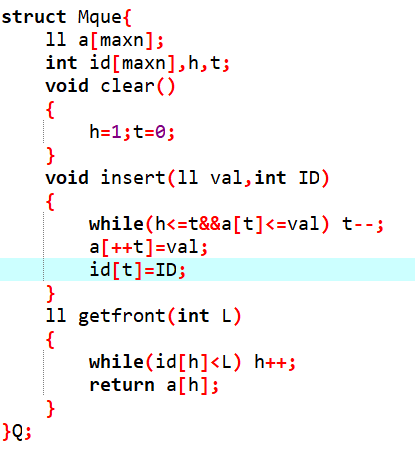 struct Mque{
    ll a[maxn];
    int id[maxn],h,t;
    void clear()
    {
        h=1;t=0;
    }
    void insert(ll val,int ID)
    {
        while(h<=t&&a[t]<=val) t--;
        a[++t]=val;
        id[t]=ID;
    }
    ll getfront(int L)
    {
        while(id[h]<L) h++;
        return a[h];
    }
}Q;